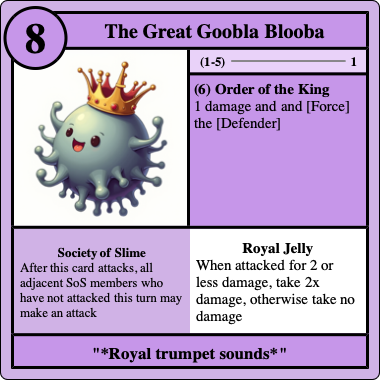 8
The Great Goobla Blooba
(1-5) 1
(6) Order of the King
1 damage and and [Force]
the [Defender]
Society of Slime
After this card attacks, all
adjacent SoS members who
have not attacked this turn may
make an attack
Royal Jelly
When attacked for 2 or
less damage, take 2x
damage, otherwise take no
damage
"*Royal trumpet sounds*"